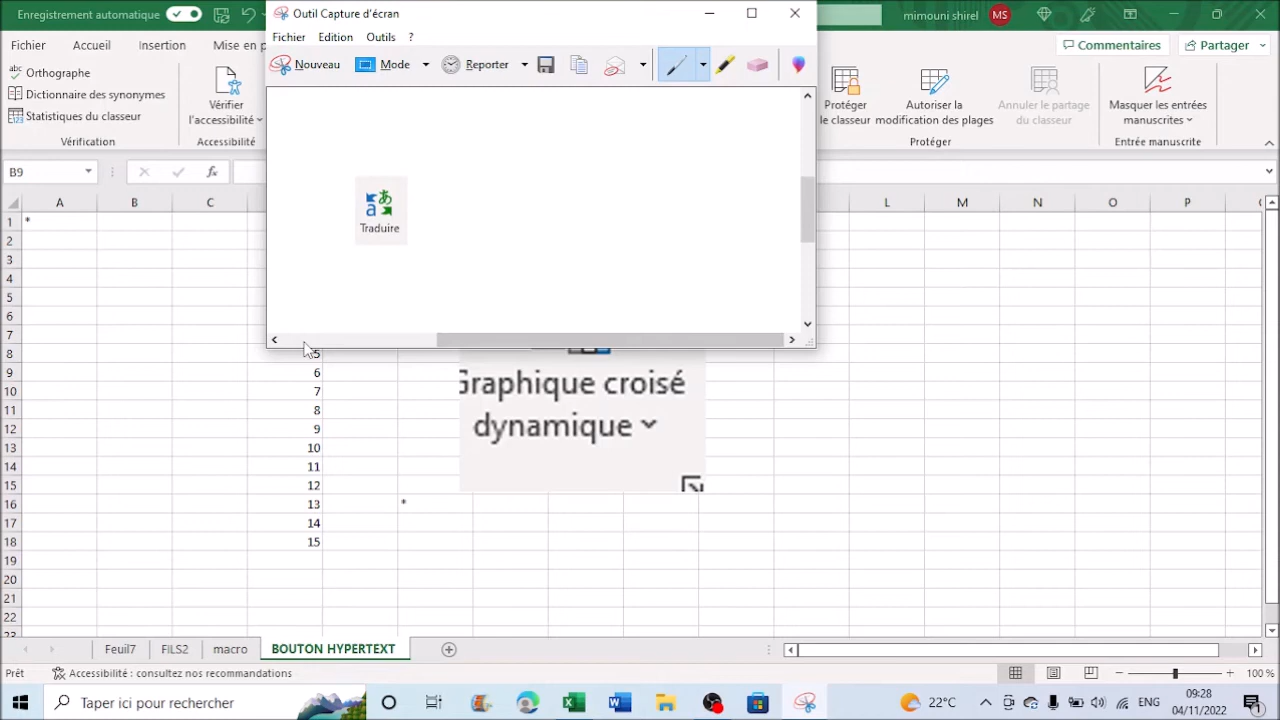 Enregistrement automatique
Outil Capture d'écran
mimouni shirel
MS
Fichier
Accueil
Insertion
Mise en p
Fichier
Edition
Outils
?
Commentaires
Partager
Nouveau
Mode
Reporter
Orthographe
Dictionnaire des synonymes
Statistiques du classeur
Vérification
Vérifier
l'accessibilité
Accessibilité
Protéger
le classeur
Autoriser la
modification des plages
Annuler le partage
du classeur
Protéger
Masquer les entrées
manuscrites
Entrée manuscrite
B9
fx
A B C L M N O P
Traduire
1 *
2
3
4
5
6
7
8
9 6
10 7
11 8
12 9
13 10
14 11
15 12
16 13 *
17 14
18 15
19
20
21
22
23
Graphique croisé
dynamique
Feuil7
FILS2
macro
BOUTON HYPERTEXT
Prêt
Accessibilité : consultez nos recommandations
100 %
Taper ici pour rechercher
22°C
ENG
09:28
04/11/2022
1